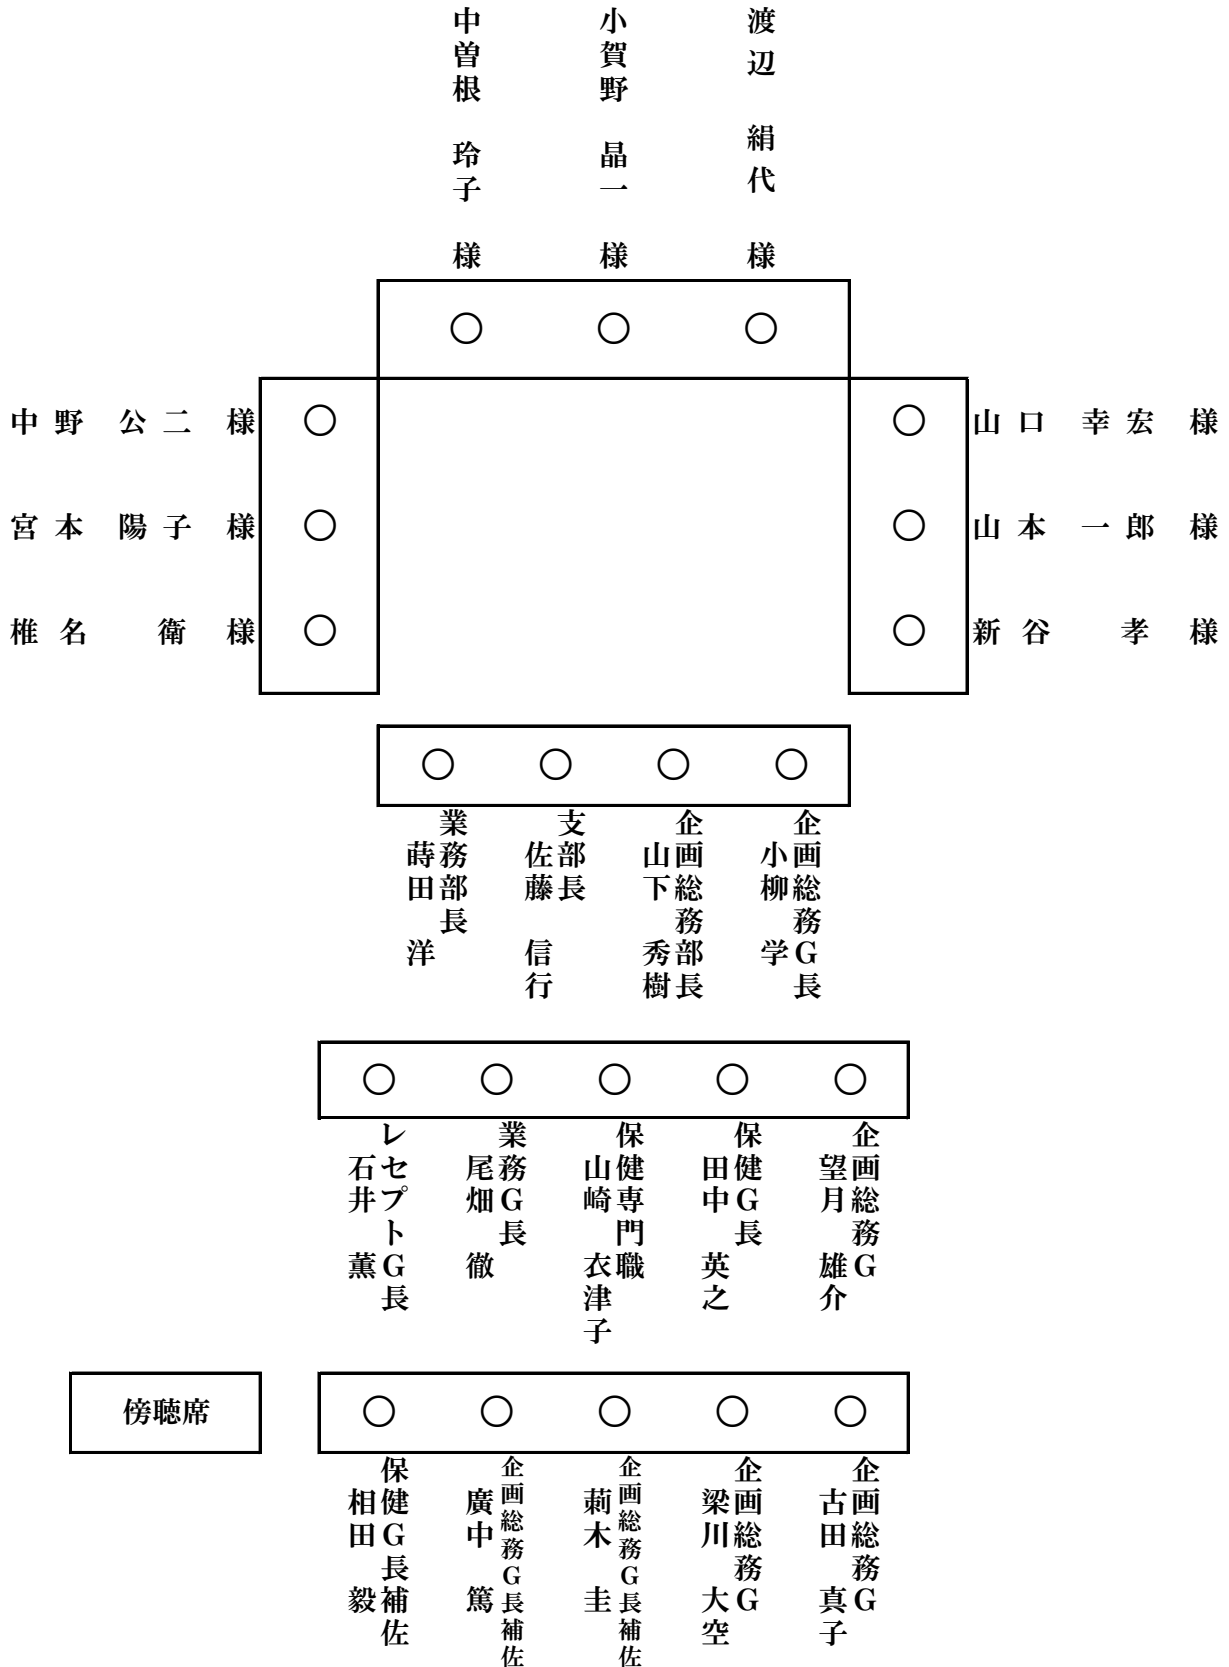 渡辺 絹代 様
小賀野 晶一 様
中曽根 玲子 様
中野 公二 様
山口 幸宏 様
宮本 陽子 様
山本 一郎 様
椎名 衛 様
新谷 孝 様
企画総務G長
小柳 学
企画総務部長
山下 秀樹
支部長
佐藤 信行
業務部長
蒔田 洋
企画総務G
望月 雄介
保健G長
田中 英之
保健専門職
山崎 衣津子
業務G長
尾畑 徹
レセプトG長
石井 薫
傍聴席
企画総務G
古田 真子
企画総務G
梁川 大空
企画総務G長補佐
莿木 圭
企画総務G長補佐
廣中 篤
保健G長補佐
相田 毅